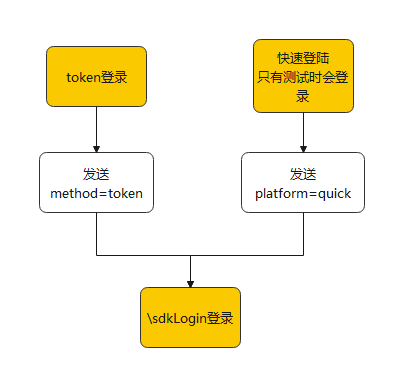 token登录
快速登陆
只有测试时会登
录
发送
method=token
发送
platform=quick
\sdkLogin登录